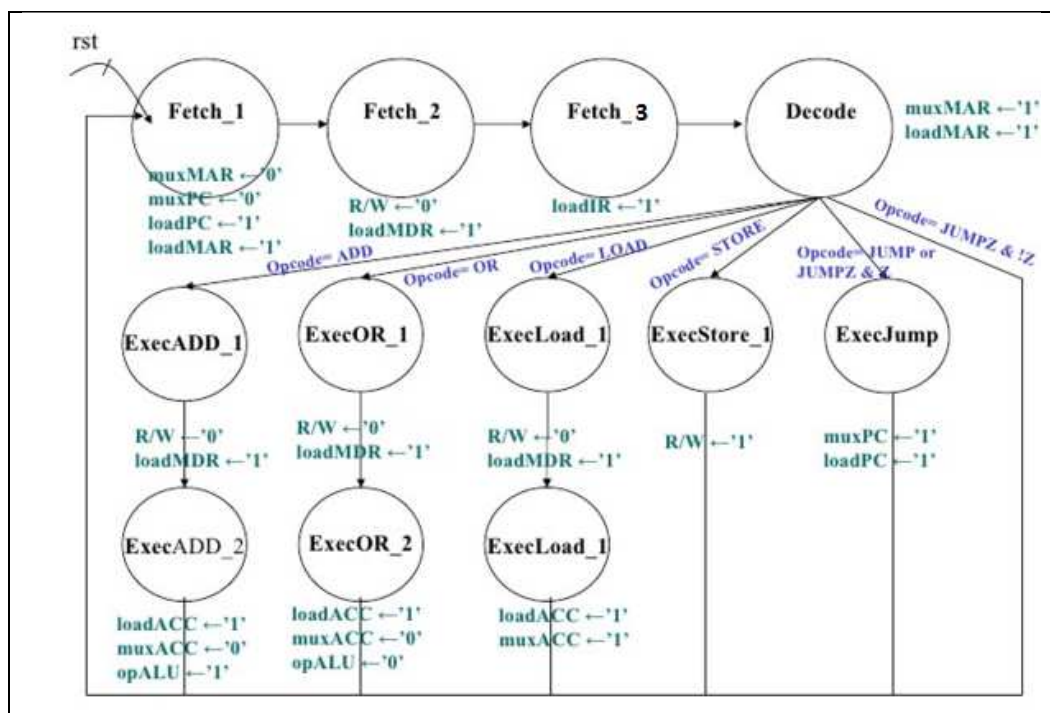 rst
Fetch_1
Fetch_2
Fetch_3
Decode
muxMAR ←'1'
loadMAR ←'1'
muxMAR ←'0'
muxPC ←'0'
loadPC ←'1'
loadMAR ←'1'
R/W ←'0'
loadMDR ←'1'
loadIR ←'1'
Opcode= ADD
Opcode= OR
Opcode= LOAD
Opcode= STORE
Opcode= JUMP or
JUMPZ & Z
Opcode= JUMPZ & !Z
ExecADD_1
ExecOR_1
ExecLoad_1
ExecStore_1
ExecJump
R/W ←'0'
loadMDR ←'1'
R/W ←'0'
loadMDR ←'1'
R/W ←'0'
loadMDR ←'1'
R/W ←'1'
muxPC ←'1'
loadPC ←'1'
ExecADD_2
ExecOR_2
ExecLoad_1
loadACC ←'1'
muxACC ←'0'
opALU ←'1'
loadACC ←'1'
muxACC ←'0'
opALU ←'0'
loadACC ←'1'
muxACC ←'1'